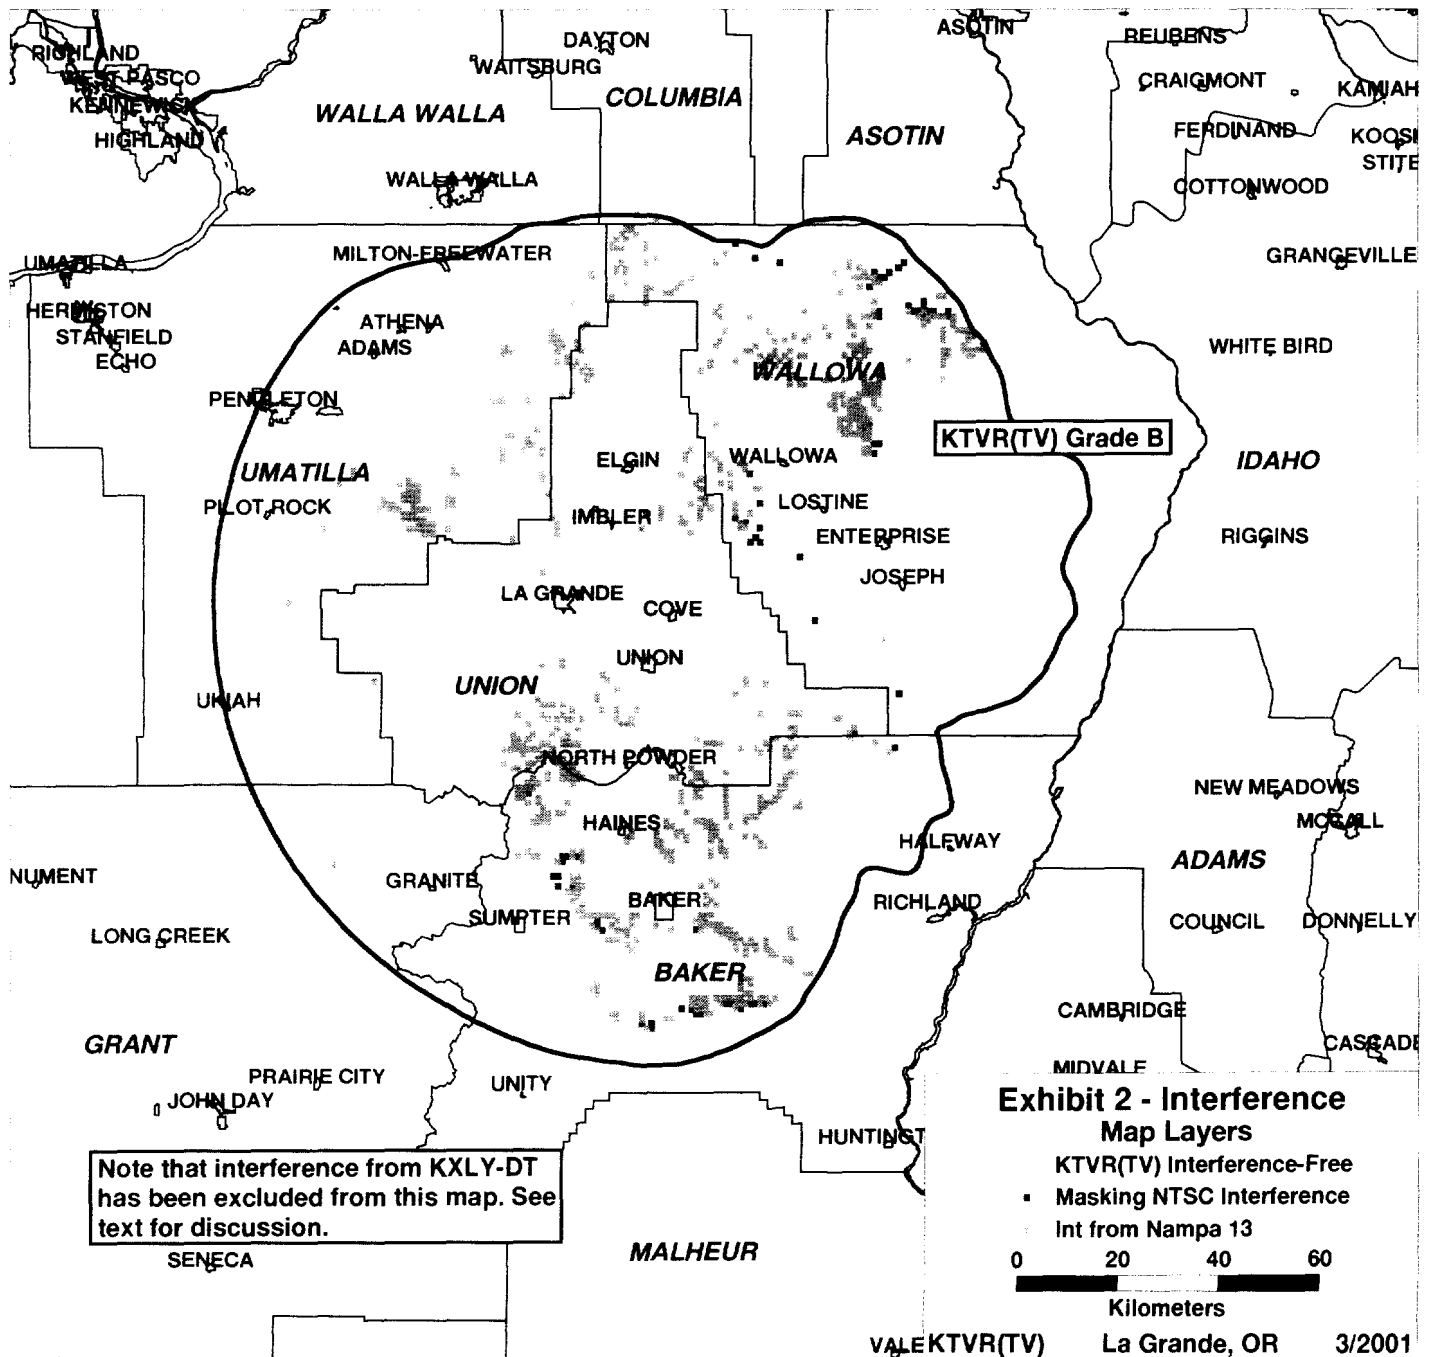 DAYTON
ASOTIN
REUBENS
RICHLAND
WAITSBURG
WEST PASCO
CRAIGMONT
KAMIAH
COLUMBIA
KENNEWICK
WALLA WALLA
FERDINAND
KOOSI
HIGHLAND
ASOTIN
STITE
WALLA WALLA
COTTONWOOD
MILTON-FREEWATER
GRANGEVILLE
UMATILLA
HERMISTON
ATHENA
STANFIELD
ADAMS
WHITE BIRD
ECHO
WALLOWA
PENDLETON
KTVR(TV) Grade B
ELGIN
WALLOWA
IDAHO
UMATILLA
PILOT ROCK
LOSTINE
IMBLER
ENTERPRISE
RIGGINS
JOSEPH
LA GRANDE
COVE
UNION
UNION
UKIAH
NORTH POWDER
NEW MEADOWS
HAINES
MCCALL
HALFWAY
ADAMS
NUMENT
GRANITE
BAKER
RICHLAND
SUMPTER
COUNCIL
DONNELLY
LONG CREEK
BAKER
CAMBRIDGE
GRANT
CASCADE
MIDVALE
PRAIRIE CITY
UNITY
JOHN DAY
HUNTINGT
Exhibit 2 - Interference
Map Layers
KTVR(TV) Interference-Free
Masking NTSC Interference
Int from Nampa 13
0 20 40 60
Kilometers
Note that interference from KXLY-DT
has been excluded from this map. See
text for discussion.
SENECA
MALHEUR
VALE
KTVR(TV) La Grande, OR 3/2001